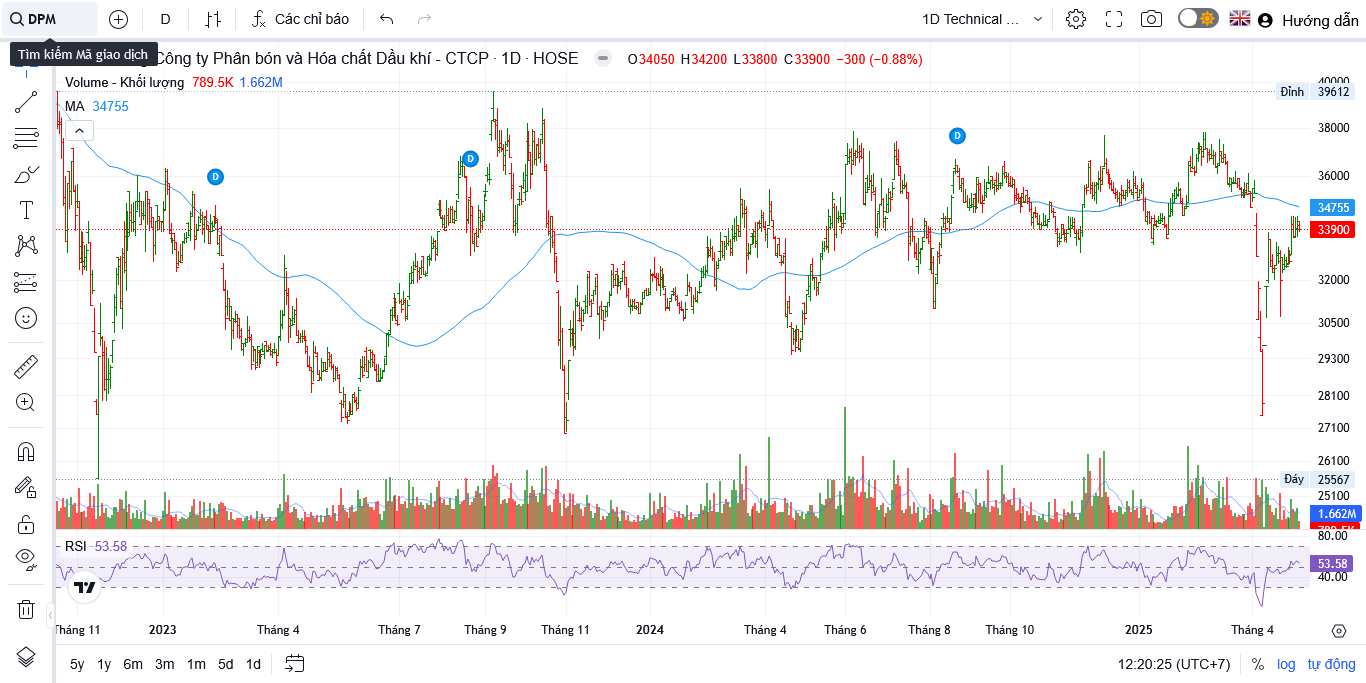 DPM
D
Các chỉ báo
1D Technical ...
Hướng dẫn
Tìm kiếm Mã giao dịch
Công ty Phân bón và Hóa chất Dầu khí - CTCP · 1D · HOSE
O34050 H34200 L33800 C33900 −300 (−0.88%)
Volume - Khối lượng 789.5K 1.662M
MA 34755
40000
Đỉnh 39612
38000
36000
34755
33900
32000
30500
29300
28100
27100
26100
Đáy 25567
25100
1.662M
80.00
RSI 53.58
53.58
40.00
D
D
D
Tháng 11 2023 Tháng 4 Tháng 7 Tháng 9 Tháng 11 2024 Tháng 4 Tháng 6 Tháng 8 Tháng 10 2025 Tháng 4
5y 1y 6m 3m 1m 5d 1d
12:20:25 (UTC+7) % log tự động